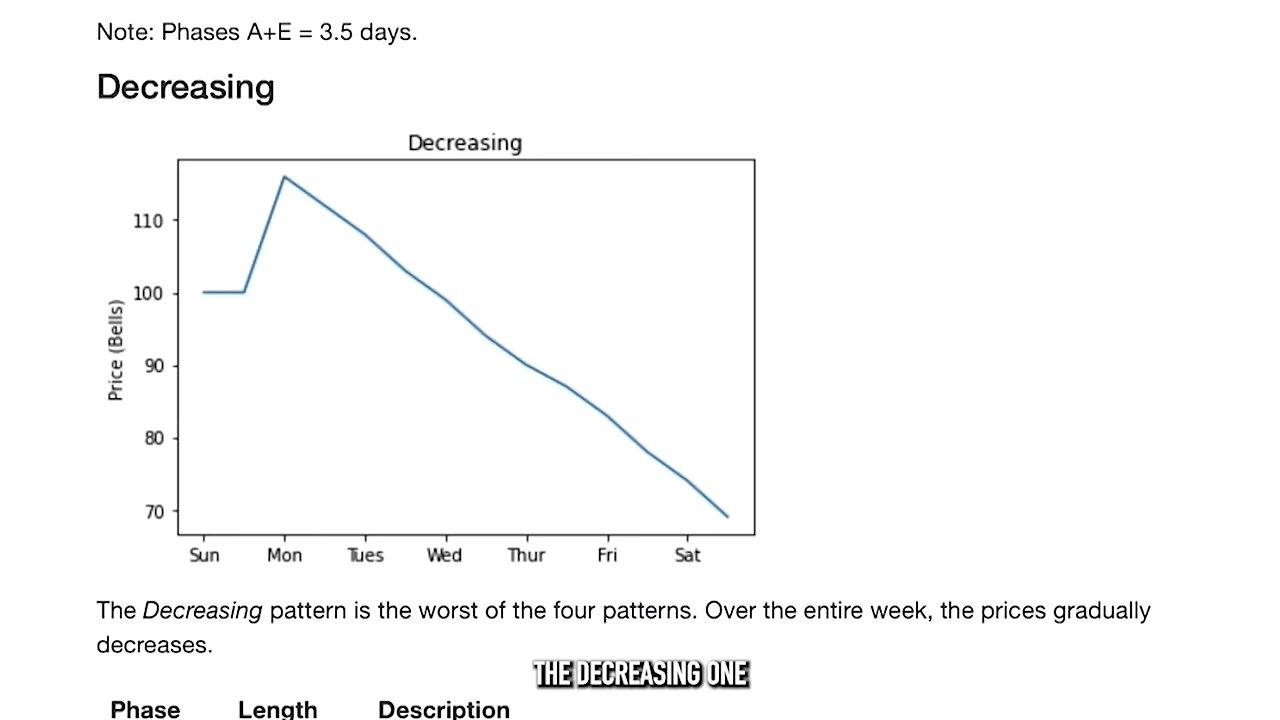 Note: Phases A+E = 3.5 days.
Decreasing
Decreasing
110
100
90
80
70
Price (Bells)
Sun Mon Tues Wed Thur Fri Sat
The Decreasing pattern is the worst of the four patterns. Over the entire week, the prices gradually
decreases.
THE DECREASING ONE
Phase Length Description